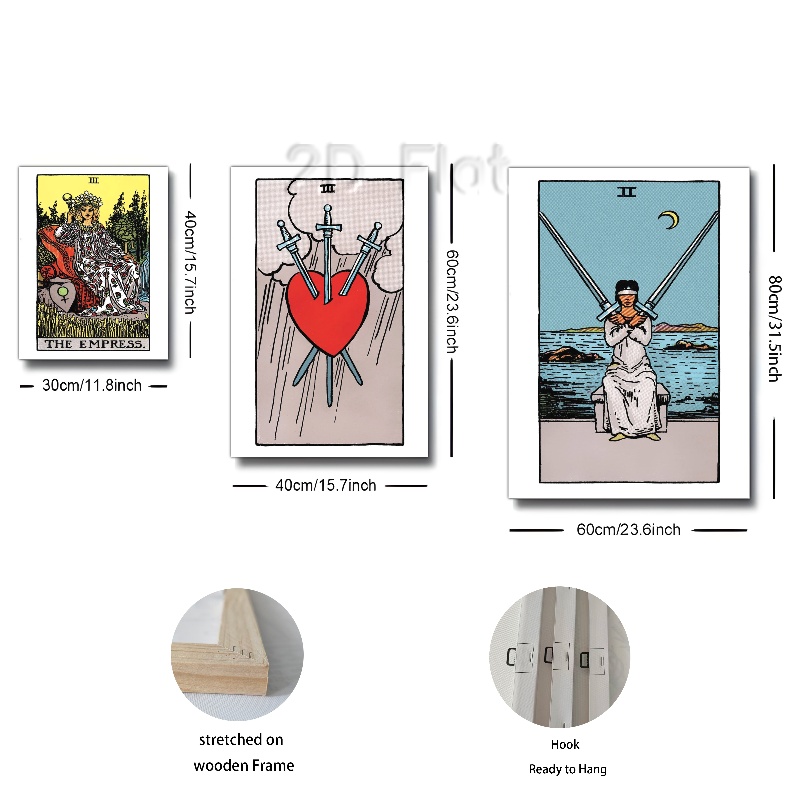 2D Flat
III
THE EMPRESS.
40cm/15.7inch
30cm/11.8inch
III
60cm/23.6inch
40cm/15.7inch
II
80cm/31.5inch
60cm/23.6inch
stretched on
wooden Frame
Hook
Ready to Hang